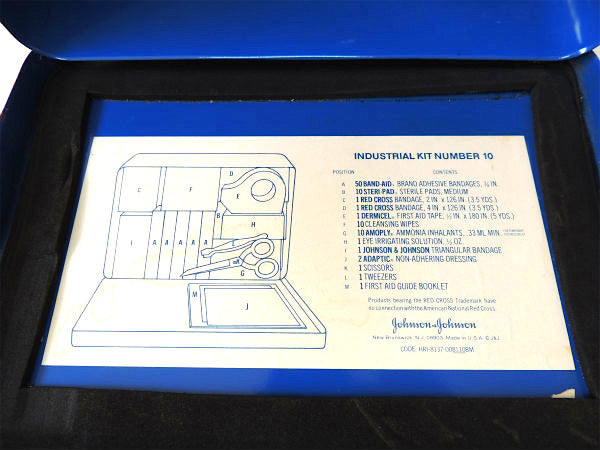 INDUSTRIAL KIT NUMBER 10
POSITION CONTENTS
A 50 BAND-AID® BRAND ADHESIVE BANDAGES, ¾ IN.
B 10 STERI-PAD® STERILE PADS, MEDIUM
C 1 RED CROSS BANDAGE, 2 IN. x 126 IN. (3.5 YDS.)
D 1 RED CROSS BANDAGE, 4 IN. x 126 IN. (3.5 YDS.)
E 1 DERMICEL® FIRST AID TAPE, ½ IN. x 180 IN. (5 YDS.)
F 10 CLEANSING WIPES
G 10 AMOPLY® AMMONIA INHALANTS, .33 ML. MIN.
H 1 EYE IRRIGATING SOLUTION, ½ OZ.
I 1 JOHNSON & JOHNSON TRIANGULAR BANDAGE
J 2 ADAPTIC® NON-ADHERING DRESSING
K 1 SCISSORS
L 1 TWEEZERS
M 1 FIRST AID GUIDE BOOKLET
Products bearing the RED CROSS Trademark have
no connection with the American National Red Cross.
Johnson & Johnson
New Brunswick, N.J. 08903 Made in U.S.A. © J&J
CODE: HRI-8137-008110BM
C
F
D
E
B
H
I
A
A
A
A
G
M
J